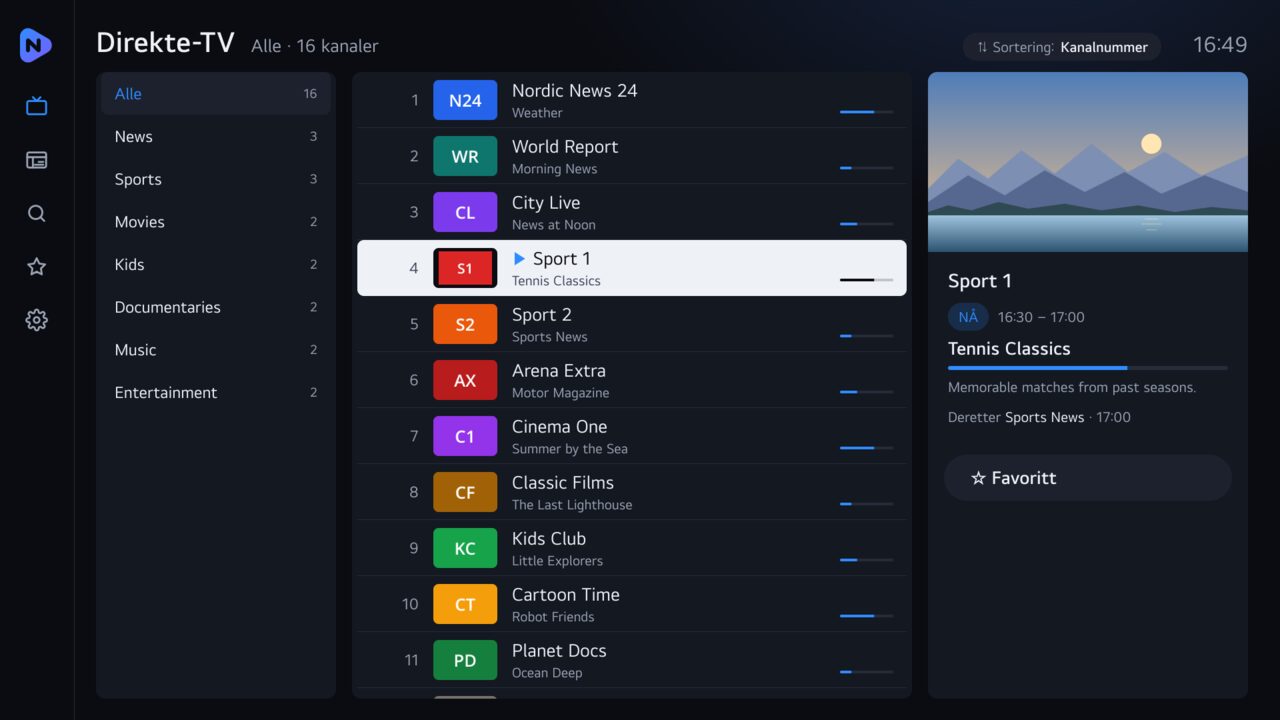 N
Direkte-TV
Alle · 16 kanaler
Sortering: Kanalnummer
16:49
Alle 16
News 3
Sports 3
Movies 2
Kids 2
Documentaries 2
Music 2
Entertainment 2
1 N24 Nordic News 24
Weather
2 WR World Report
Morning News
3 CL City Live
News at Noon
4 S1 Sport 1
Tennis Classics
5 S2 Sport 2
Sports News
6 AX Arena Extra
Motor Magazine
7 C1 Cinema One
Summer by the Sea
8 CF Classic Films
The Last Lighthouse
9 KC Kids Club
Little Explorers
10 CT Cartoon Time
Robot Friends
11 PD Planet Docs
Ocean Deep
Sport 1
NÅ 16:30 – 17:00
Tennis Classics
Memorable matches from past seasons.
Deretter Sports News · 17:00
☆ Favoritt